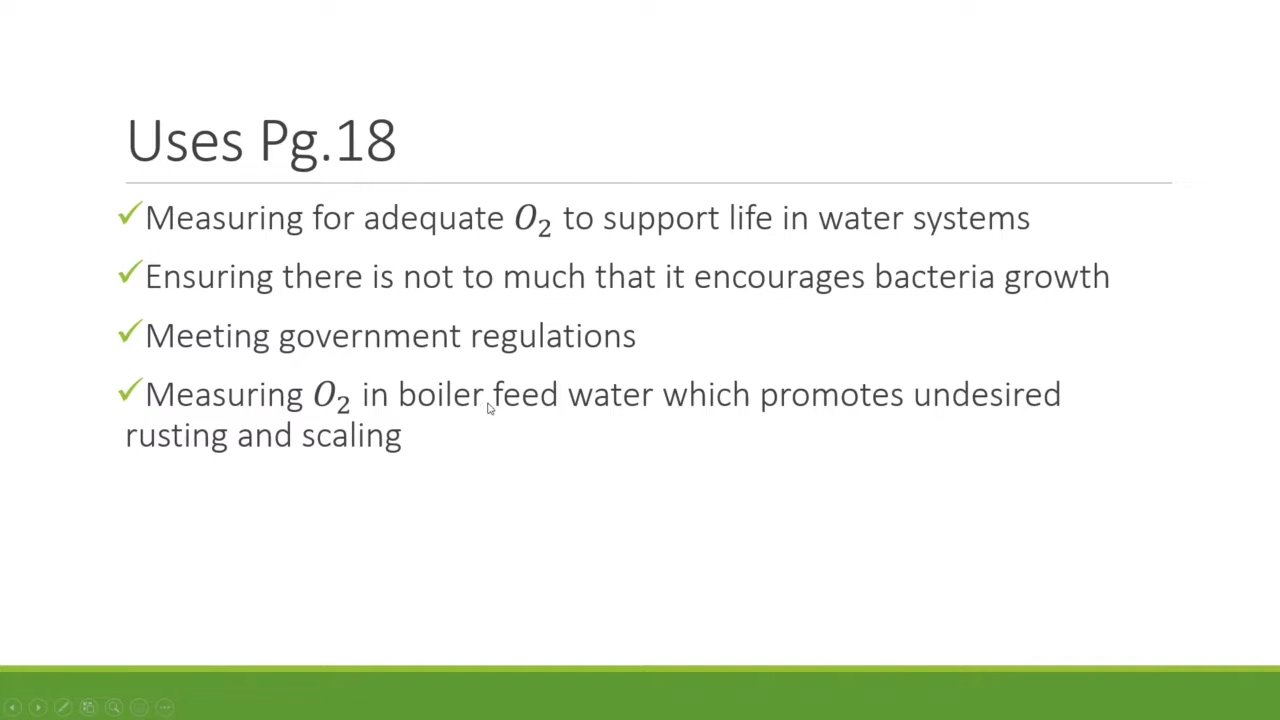 Uses Pg.18
✓Measuring for adequate O₂ to support life in water systems
✓Ensuring there is not to much that it encourages bacteria growth
✓Meeting government regulations
✓Measuring O₂ in boiler feed water which promotes undesired
rusting and scaling